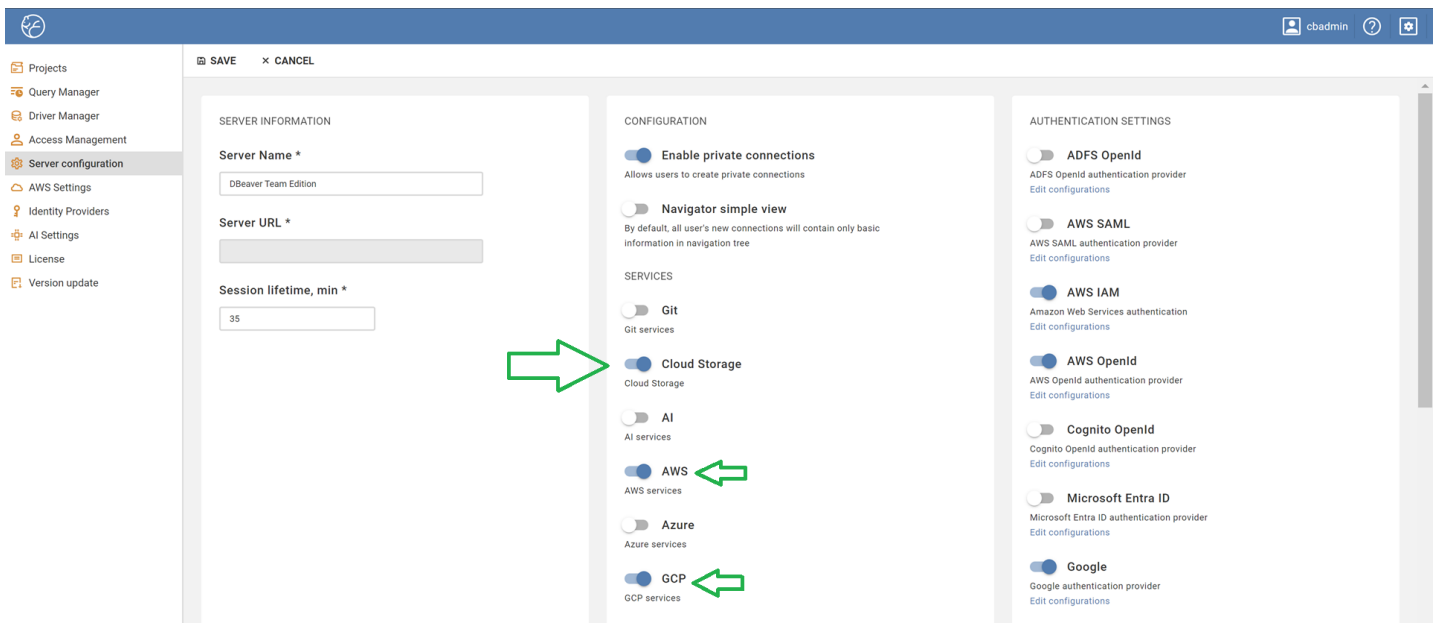 cbadmin
Projects
Query Manager
Driver Manager
Access Management
Server configuration
AWS Settings
Identity Providers
AI Settings
License
Version update
SAVE
CANCEL
SERVER INFORMATION
Server Name *
DBeaver Team Edition
Server URL *
Session lifetime, min *
35
CONFIGURATION
Enable private connections
Allows users to create private connections
Navigator simple view
By default, all user's new connections will contain only basic
information in navigation tree
SERVICES
Git
Git services
Cloud Storage
Cloud Storage
AI
AI services
AWS
AWS services
Azure
Azure services
GCP
GCP services
AUTHENTICATION SETTINGS
ADFS OpenId
ADFS OpenId authentication provider
Edit configurations
AWS SAML
AWS SAML authentication provider
Edit configurations
AWS IAM
Amazon Web Services authentication
Edit configurations
AWS OpenId
AWS OpenId authentication provider
Edit configurations
Cognito OpenId
Cognito OpenId authentication provider
Edit configurations
Microsoft Entra ID
Microsoft Entra ID authentication provider
Edit configurations
Google
Google authentication provider
Edit configurations